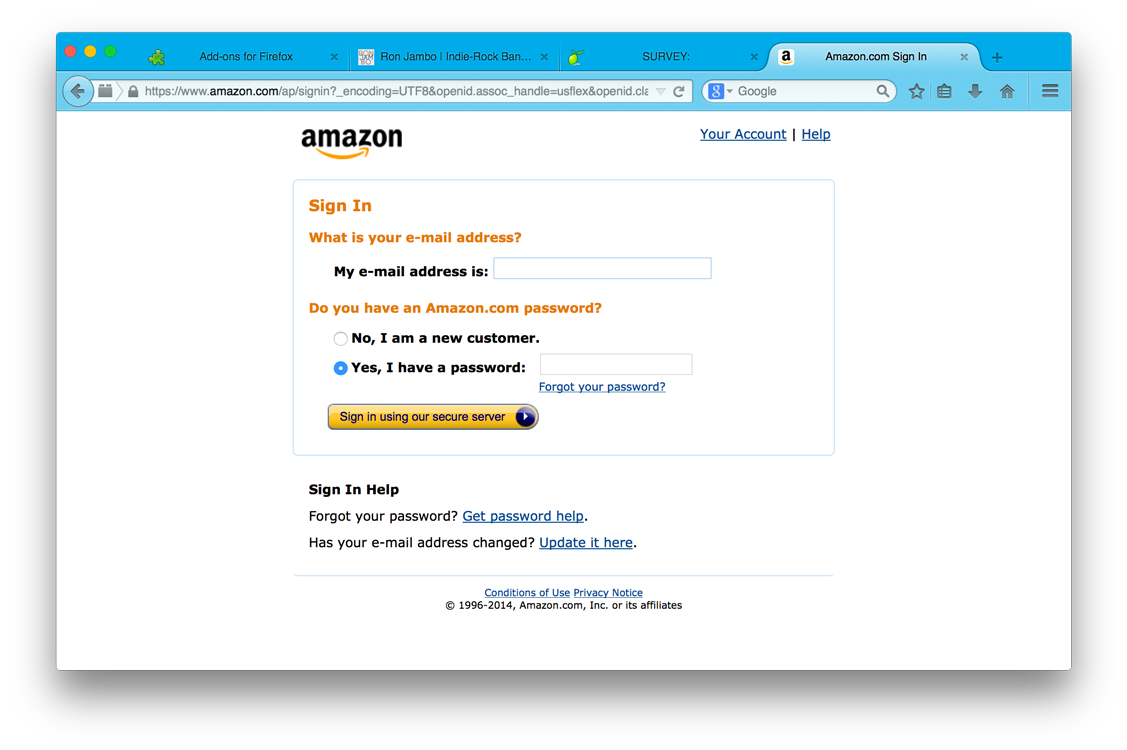 Add-ons for Firefox
Ron Jambo | Indie-Rock Ban...
SURVEY:
a Amazon.com Sign In
https://www.amazon.com/ap/signin?_encoding=UTF8&openid.assoc_handle=usflex&openid.cla
8 Google
amazon
Your Account | Help
Sign In
What is your e-mail address?
My e-mail address is:
Do you have an Amazon.com password?
No, I am a new customer.
Yes, I have a password:
Forgot your password?
Sign in using our secure server
Sign In Help
Forgot your password? Get password help.
Has your e-mail address changed? Update it here.
Conditions of Use Privacy Notice
© 1996-2014, Amazon.com, Inc. or its affiliates